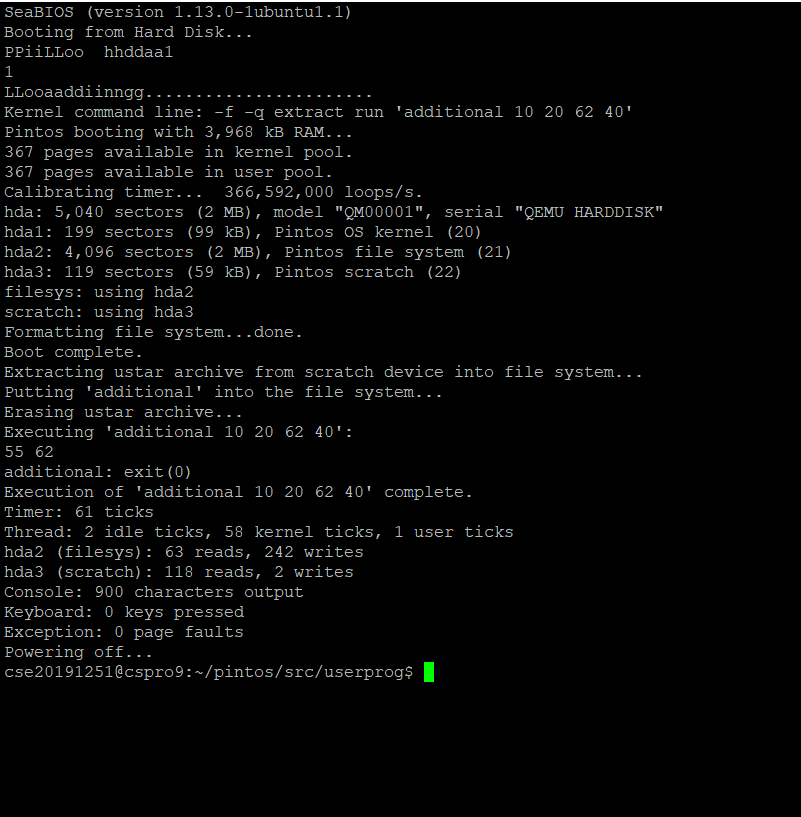 SeaBIOS (version 1.13.0-1ubuntu1.1)
Booting from Hard Disk...
PPiiLLoo  hhddaa1
1
LLooaaddiinngg.......................
Kernel command line: -f -q extract run 'additional 10 20 62 40'
Pintos booting with 3,968 kB RAM...
367 pages available in kernel pool.
367 pages available in user pool.
Calibrating timer...  366,592,000 loops/s.
hda: 5,040 sectors (2 MB), model "QM00001", serial "QEMU HARDDISK"
hda1: 199 sectors (99 kB), Pintos OS kernel (20)
hda2: 4,096 sectors (2 MB), Pintos file system (21)
hda3: 119 sectors (59 kB), Pintos scratch (22)
filesys: using hda2
scratch: using hda3
Formatting file system...done.
Boot complete.
Extracting ustar archive from scratch device into file system...
Putting 'additional' into the file system...
Erasing ustar archive...
Executing 'additional 10 20 62 40':
55 62
additional: exit(0)
Execution of 'additional 10 20 62 40' complete.
Timer: 61 ticks
Thread: 2 idle ticks, 58 kernel ticks, 1 user ticks
hda2 (filesys): 63 reads, 242 writes
hda3 (scratch): 118 reads, 2 writes
Console: 900 characters output
Keyboard: 0 keys pressed
Exception: 0 page faults
Powering off...
cse20191251@cspro9:~/pintos/src/userprog$